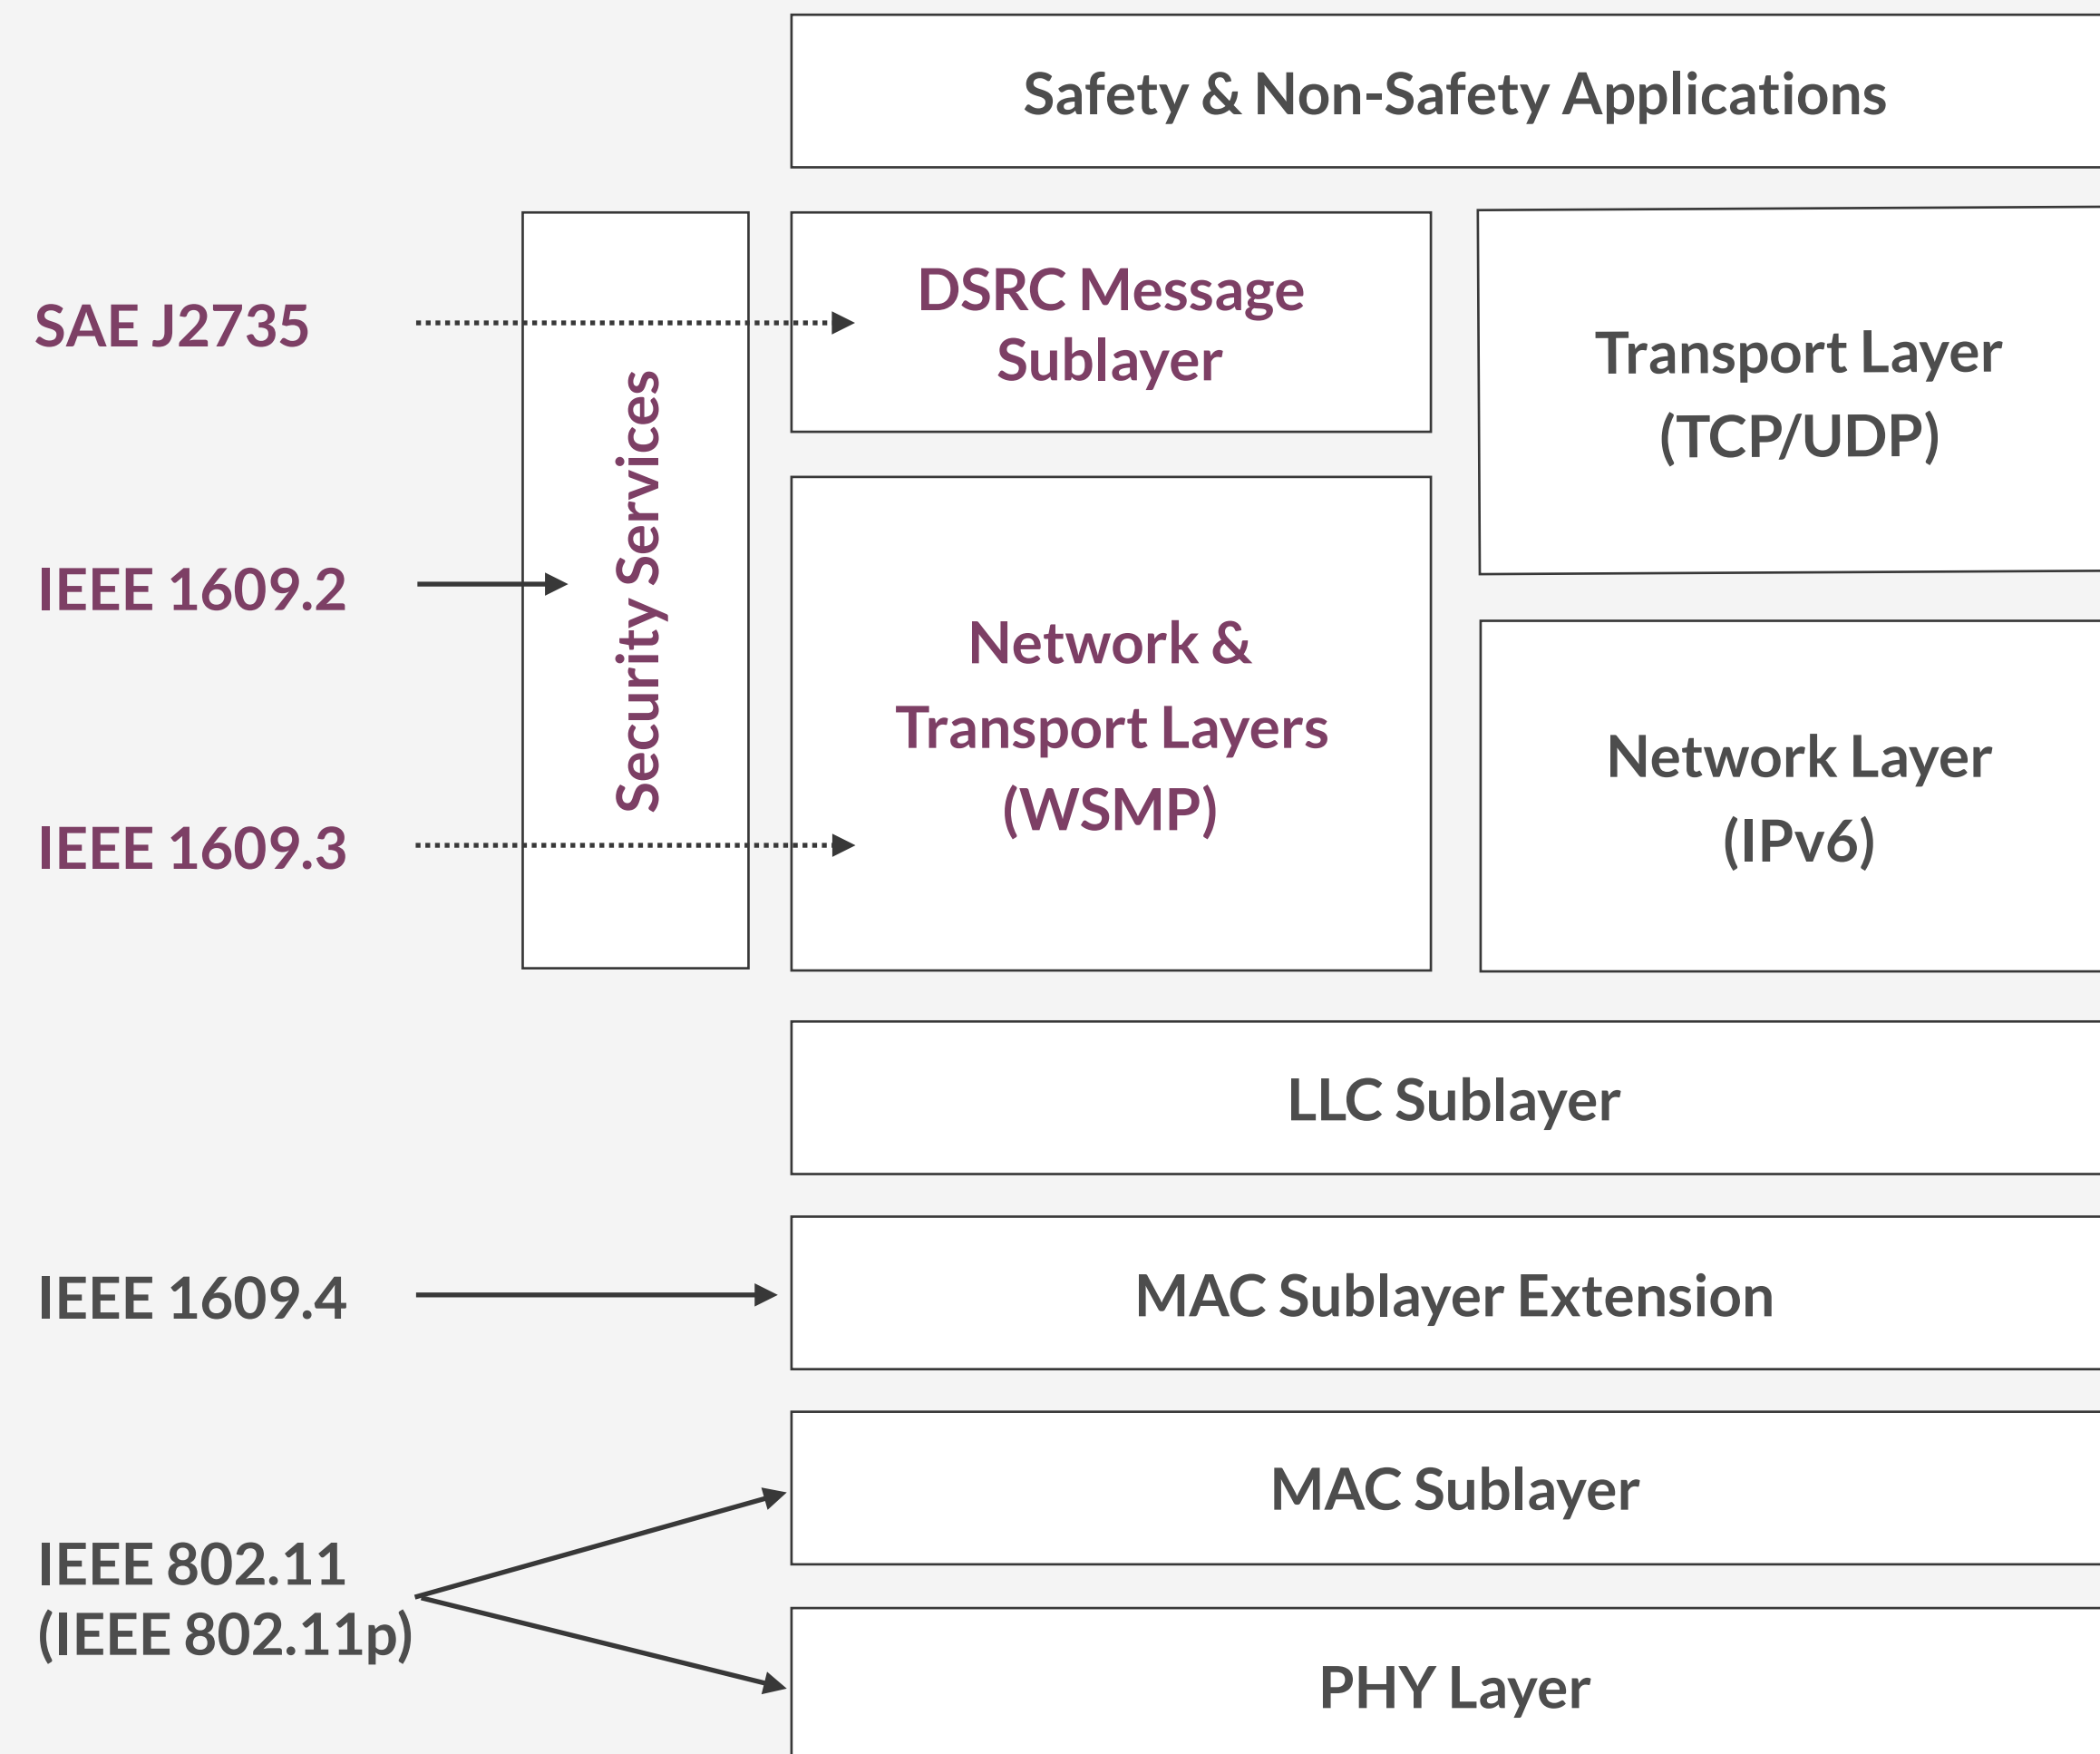 Safety & Non-Safety Applications
SAE J2735
DSRC Message
Sublayer
Transport Layer
(TCP/UDP)
Security Services
IEEE 1609.2
IEEE 1609.3
Network &
Transport Layers
(WSMP)
Network Layer
(IPv6)
LLC Sublayer
IEEE 1609.4
MAC Sublayer Extension
MAC Sublayer
IEEE 802.11
(IEEE 802.11p)
PHY Layer